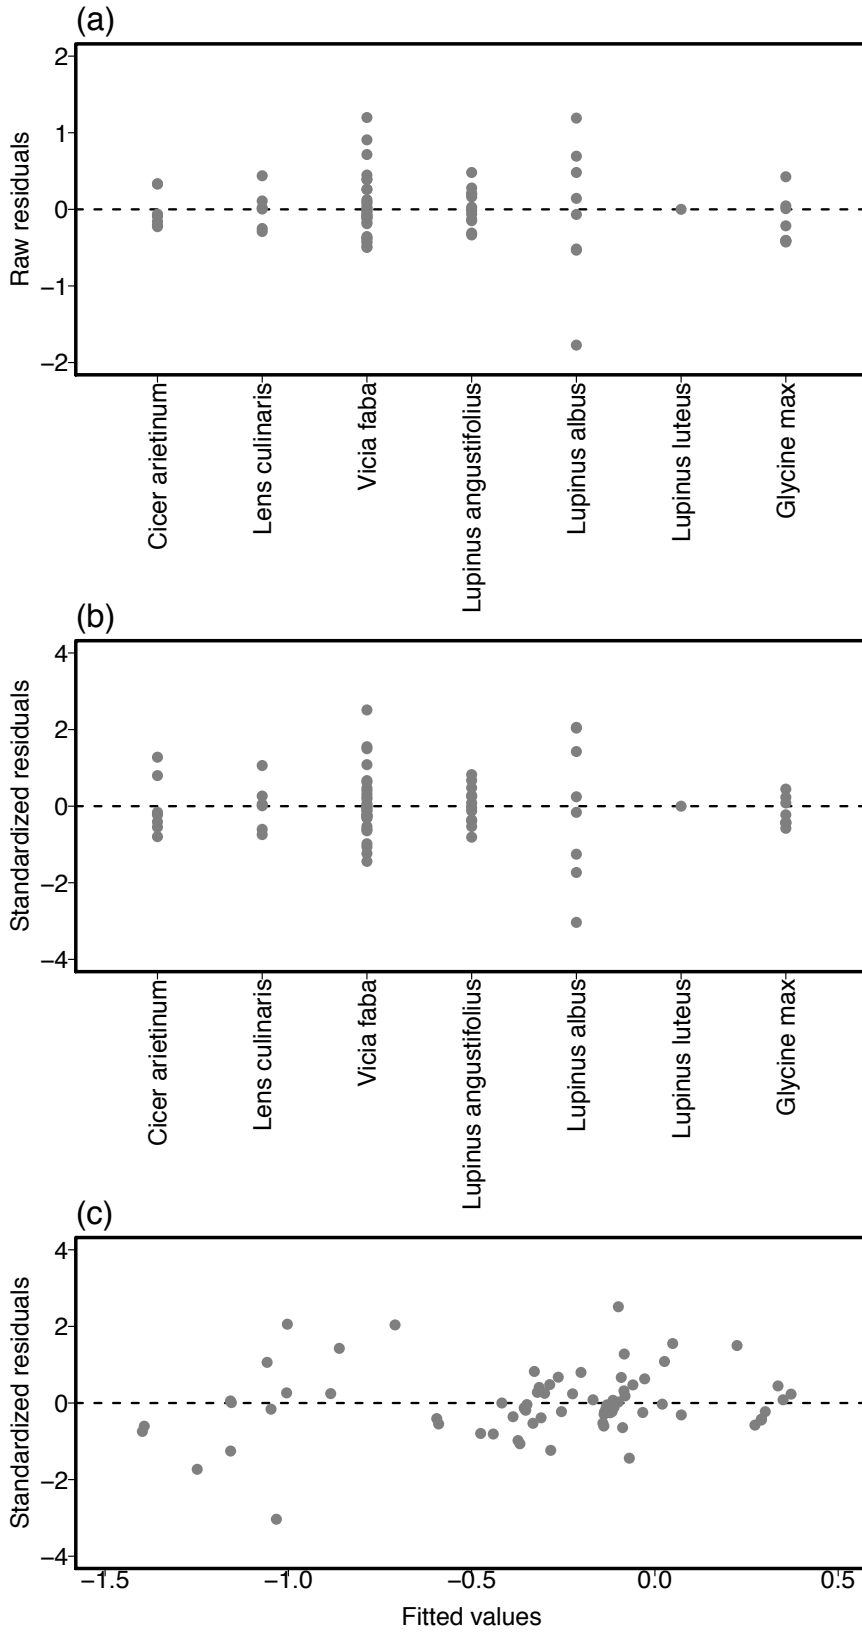 (a)
Raw residuals
2
1
0
−1
−2
Cicer arietinum
Lens culinaris
Vicia faba
Lupinus angustifolius
Lupinus albus
Lupinus luteus
Glycine max
(b)
Standardized residuals
4
2
0
−2
−4
Cicer arietinum
Lens culinaris
Vicia faba
Lupinus angustifolius
Lupinus albus
Lupinus luteus
Glycine max
(c)
Standardized residuals
4
2
0
−2
−4
−1.5 −1.0 −0.5 0.0 0.5
Fitted values